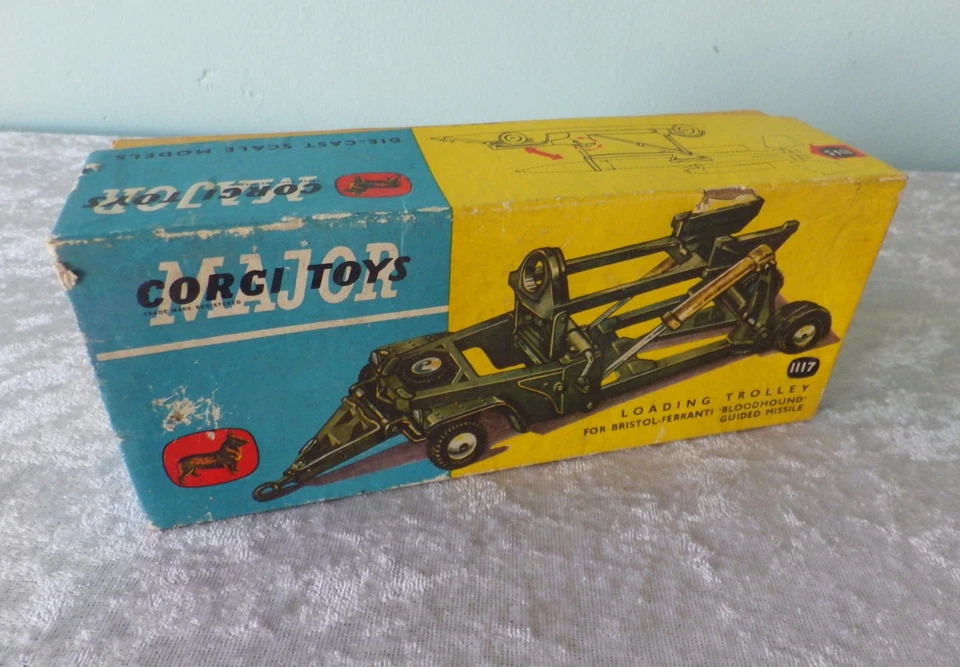 DIE-CAST SCALE MODELS
MAJOR
CORGI TOYS
MAJOR
CORGI TOYS
TRADE MARK REGISTERED
1117
LOADING TROLLEY
FOR BRISTOL-FERRANTI 'BLOODHOUND'
GUIDED MISSILE